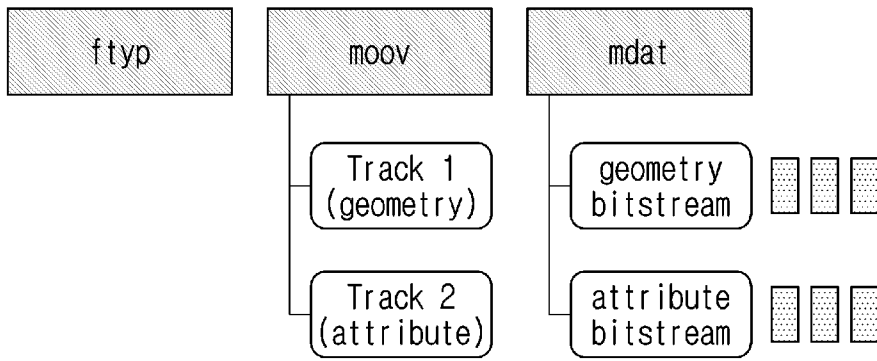 ftyp
moov
mdat
Track 1
(geometry)
geometry
bitstream
Track 2
(attribute)
attribute
bitstream